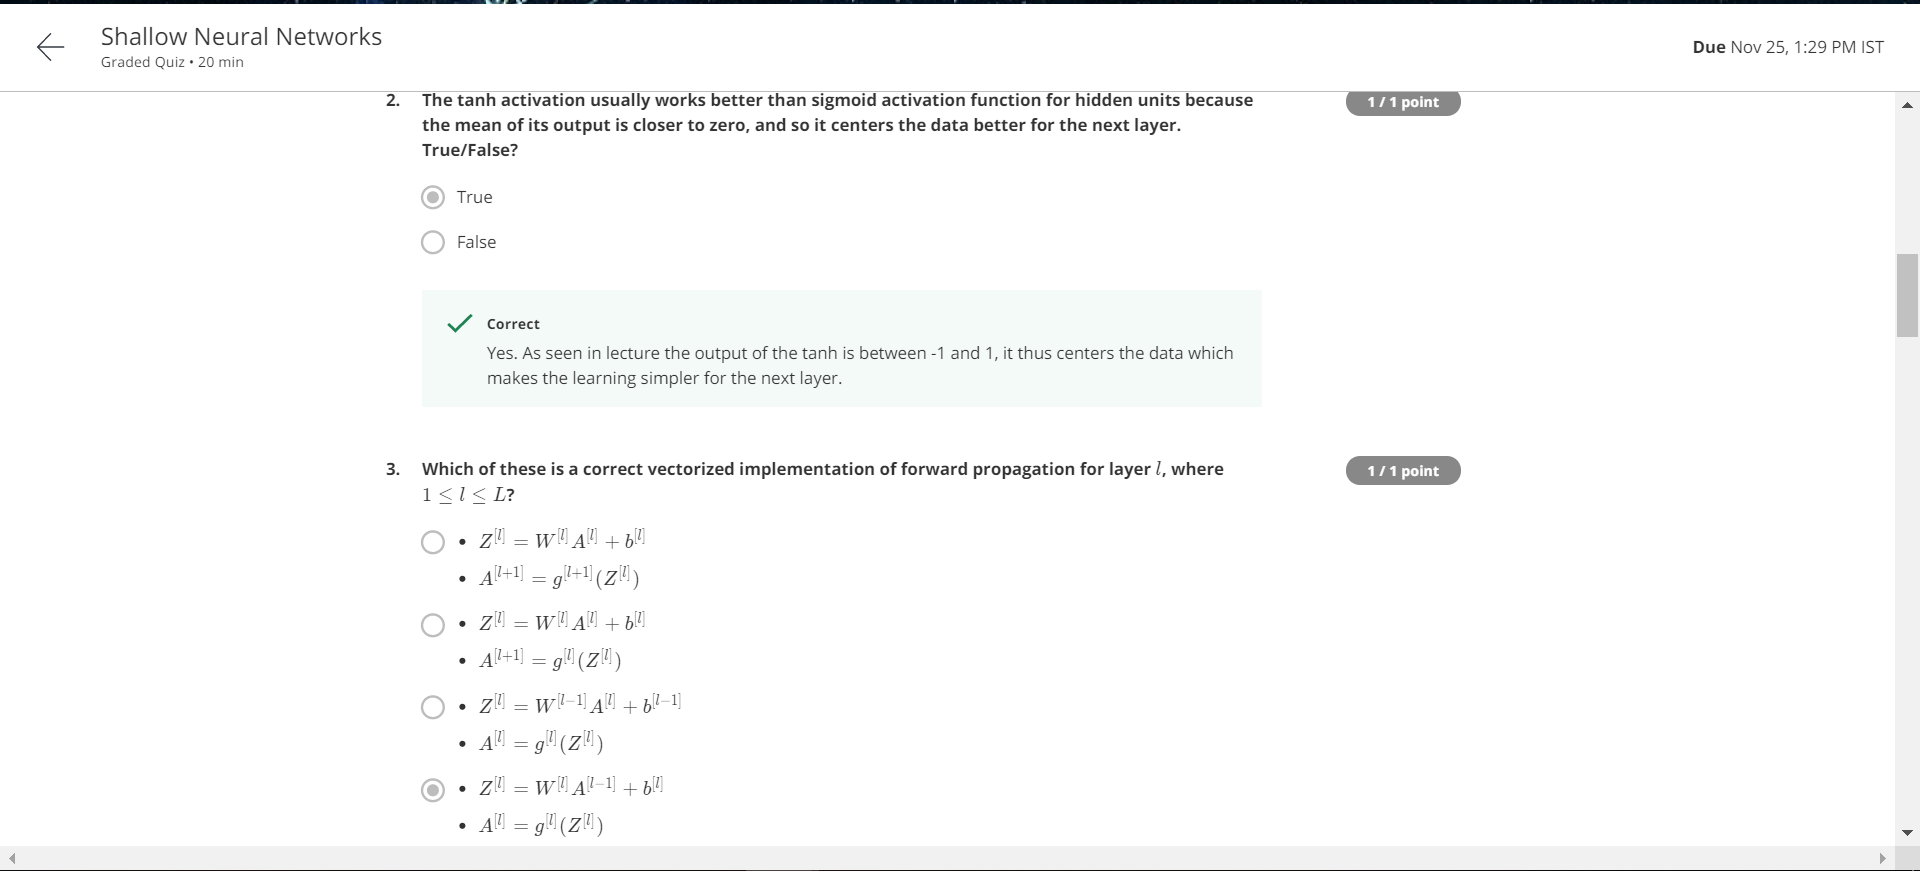 Shallow Neural Networks
Graded Quiz • 20 min
Due Nov 25, 1:29 PM IST
2. The tanh activation usually works better than sigmoid activation function for hidden units because
the mean of its output is closer to zero, and so it centers the data better for the next layer.
True/False?
1 / 1 point
True
False
Correct
Yes. As seen in lecture the output of the tanh is between -1 and 1, it thus centers the data which
makes the learning simpler for the next layer.
3. Which of these is a correct vectorized implementation of forward propagation for layer l, where
1 ≤ l ≤ L?
1 / 1 point
• Z^{[l]} = W^{[l]} A^{[l]} + b^{[l]}
• A^{[l+1]} = g^{[l+1]}(Z^{[l]})
• Z^{[l]} = W^{[l]} A^{[l]} + b^{[l]}
• A^{[l+1]} = g^{[l]}(Z^{[l]})
• Z^{[l]} = W^{[l−1]} A^{[l]} + b^{[l−1]}
• A^{[l]} = g^{[l]}(Z^{[l]})
• Z^{[l]} = W^{[l]} A^{[l−1]} + b^{[l]}
• A^{[l]} = g^{[l]}(Z^{[l]})